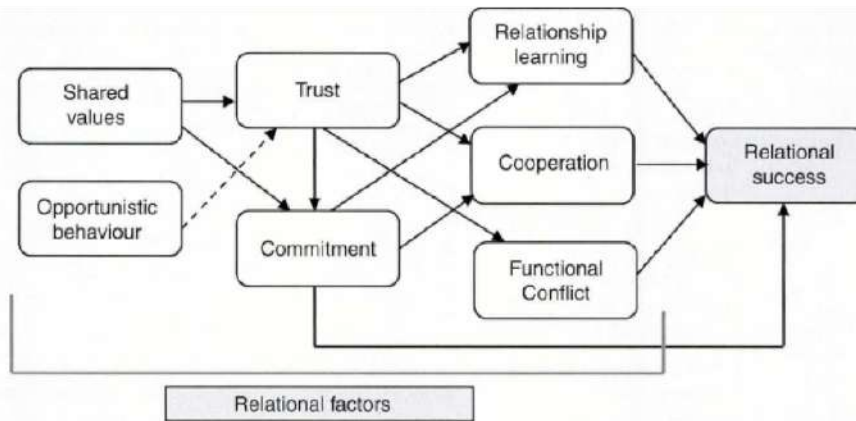 Shared
values
Opportunistic
behaviour
Trust
Commitment
Relationship
learning
Cooperation
Functional
Conflict
Relational
success
Relational factors